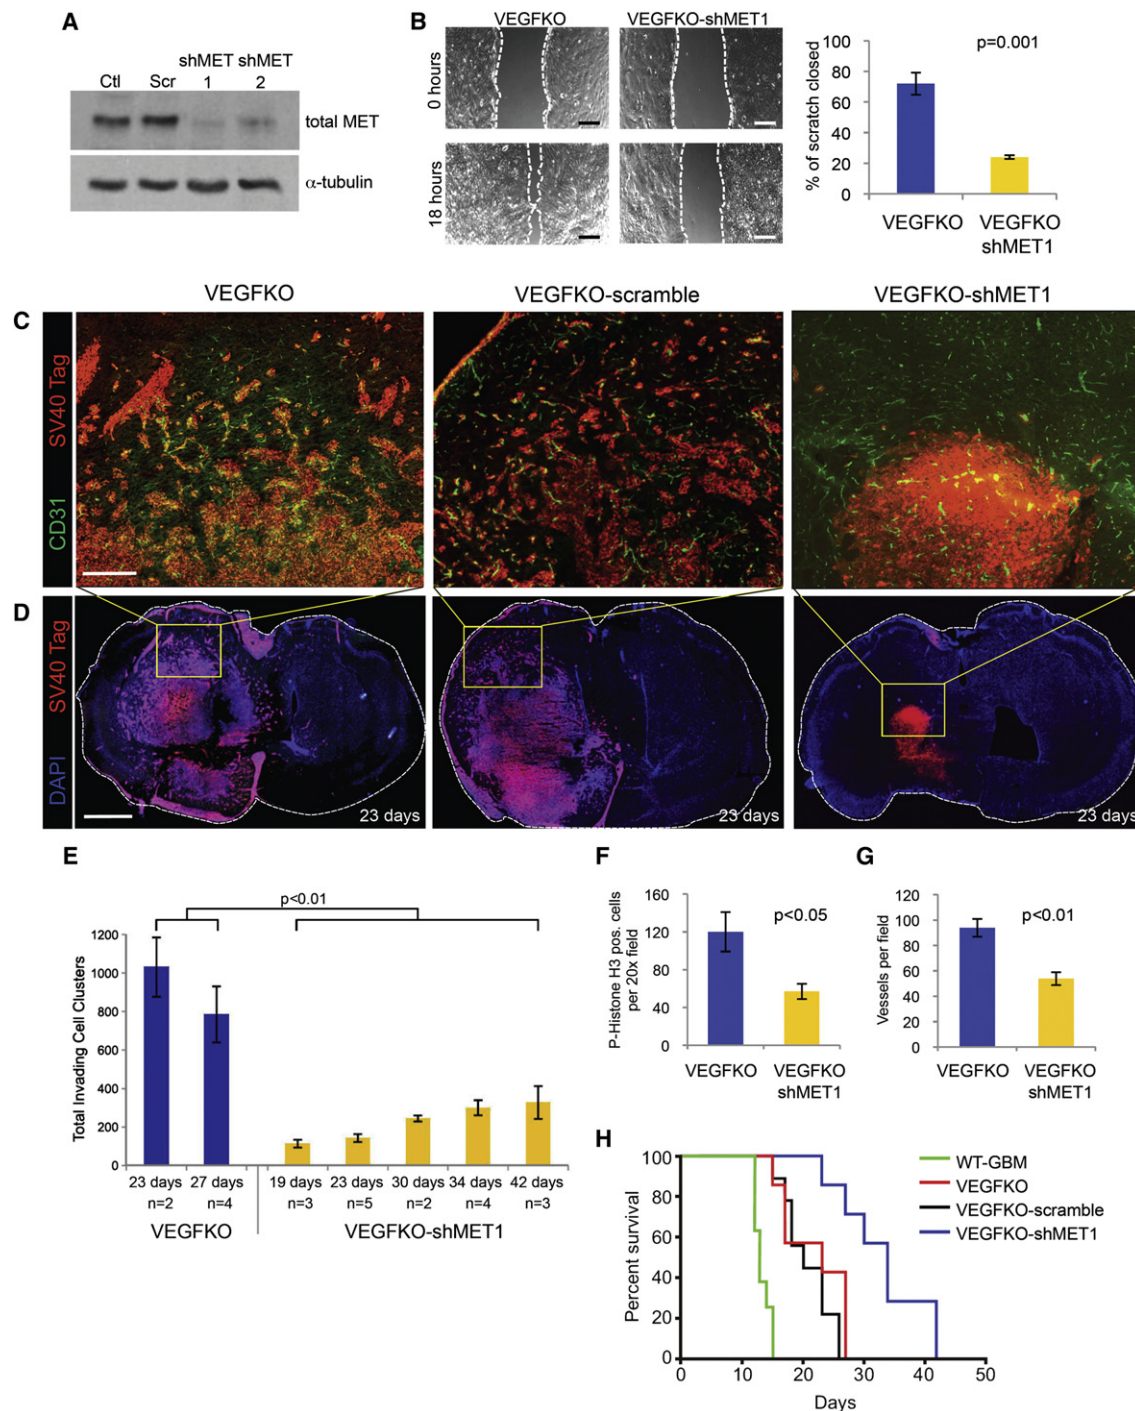 A
Ctl Scr shMET 1 shMET 2
total MET
α-tubulin
B
VEGFKO VEGFKO-shMET1
0 hours
18 hours
p=0.001
% of scratch closed
100
80
60
40
20
0
VEGFKO VEGFKO shMET1
C
VEGFKO VEGFKO-scramble VEGFKO-shMET1
CD31 SV40 Tag
D
DAPI SV40 Tag
23 days 23 days 23 days
E
p<0.01
Total Invading Cell Clusters
1200
1000
800
600
400
200
0
23 days 27 days 19 days 23 days 30 days 34 days 42 days
n=2 n=4 n=3 n=5 n=2 n=4 n=3
VEGFKO VEGFKO-shMET1
F
p<0.05
P-Histone H3 pos. cells
per 20x field
160
120
80
40
0
VEGFKO VEGFKO shMET1
G
p<0.01
Vessels per field
120
100
80
60
40
20
0
VEGFKO VEGFKO shMET1
H
Percent survival
100
80
60
40
20
0
0 10 20 30 40 50
Days
WT-GBM
VEGFKO
VEGFKO-scramble
VEGFKO-shMET1